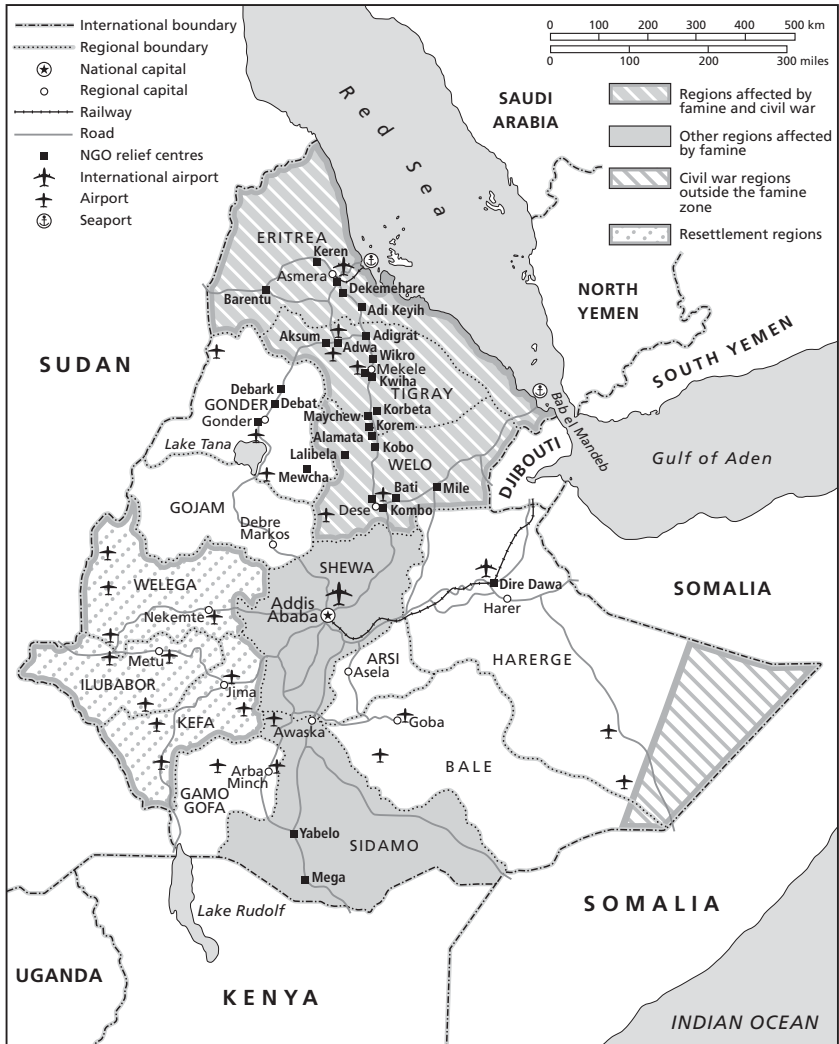 International boundary
Regional boundary
National capital
Regional capital
Railway
Road
NGO relief centres
International airport
Airport
Seaport
0 100 200 300 400 500 km
0 100 200 300 miles
Regions affected by
famine and civil war
Other regions affected
by famine
Civil war regions
outside the famine
zone
Resettlement regions
Red Sea
SAUDI
ARABIA
NORTH
YEMEN
SOUTH YEMEN
SUDAN
ERITREA
Keren
Asmera
Dekemehare
Barentu
Adi Keyih
Aksum
Adwa
Adigrat
Wikro
Mekele
Kwiha
TIGRAY
Debark
GONDER
Debat
Gonder
Maychew
Korbeta
Korem
Alamata
Kobo
Lake Tana
Lalibela
WELO
Mewcha
Bati
Mile
Dese
Kombo
DJIBOUTI
Bab el Mandeb
Gulf of Aden
GOJAM
Debre
Markos
SHEWA
WELEGA
Addis
Ababa
Nekemte
Dire Dawa
Harer
SOMALIA
Metu
ILUBABOR
Jima
KEFA
ARSI
Asela
HARERGE
Awaska
Goba
BALE
Arba
Minch
GAMO
GOFA
Yabelo
SIDAMO
Mega
Lake Rudolf
SOMALIA
UGANDA
KENYA
INDIAN OCEAN